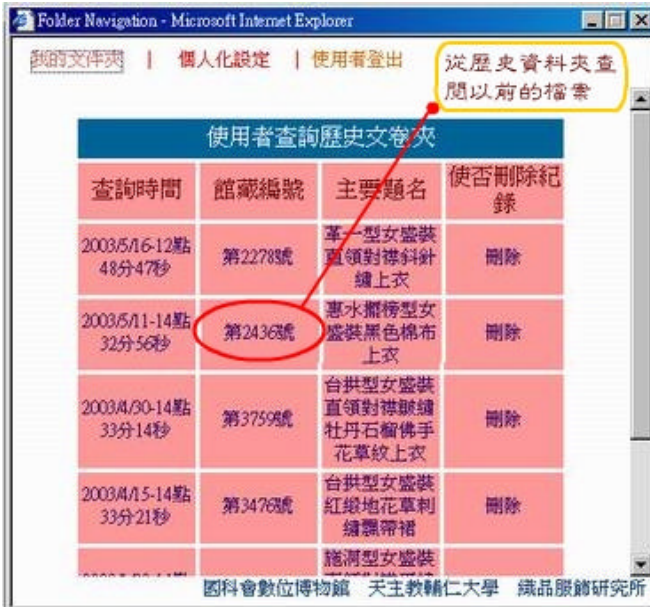 Folder Navigation - Microsoft Internet Explorer
我的文件夾 | 個人化設定 | 使用者登出
從歷史資料夾查
閱以前的檔案
使用者查詢歷史文卷夾
查詢時間 館藏編號 主要題名 使否刪除紀
錄
2003/5/16-12點
48分47秒
第2278號
革一型女盛裝
直領對襟斜針
繡上衣
刪除
2003/5/11-14點
32分56秒
第2436號
惠水擺榜型女
盛裝黑色棉布
上衣
2003/4/30-14點
33分14秒
第3759號
台拱型女盛裝
直領對襟皺繡
牡丹石榴佛手
花草紋上衣
刪除
2003/4/15-14點
33分21秒
第3476號
台拱型女盛裝
紅緞地花草刺
繡飄帶裙
刪除
施洞型女盛裝
國科會數位博物館 天主教輔仁大學 織品服飾研究所